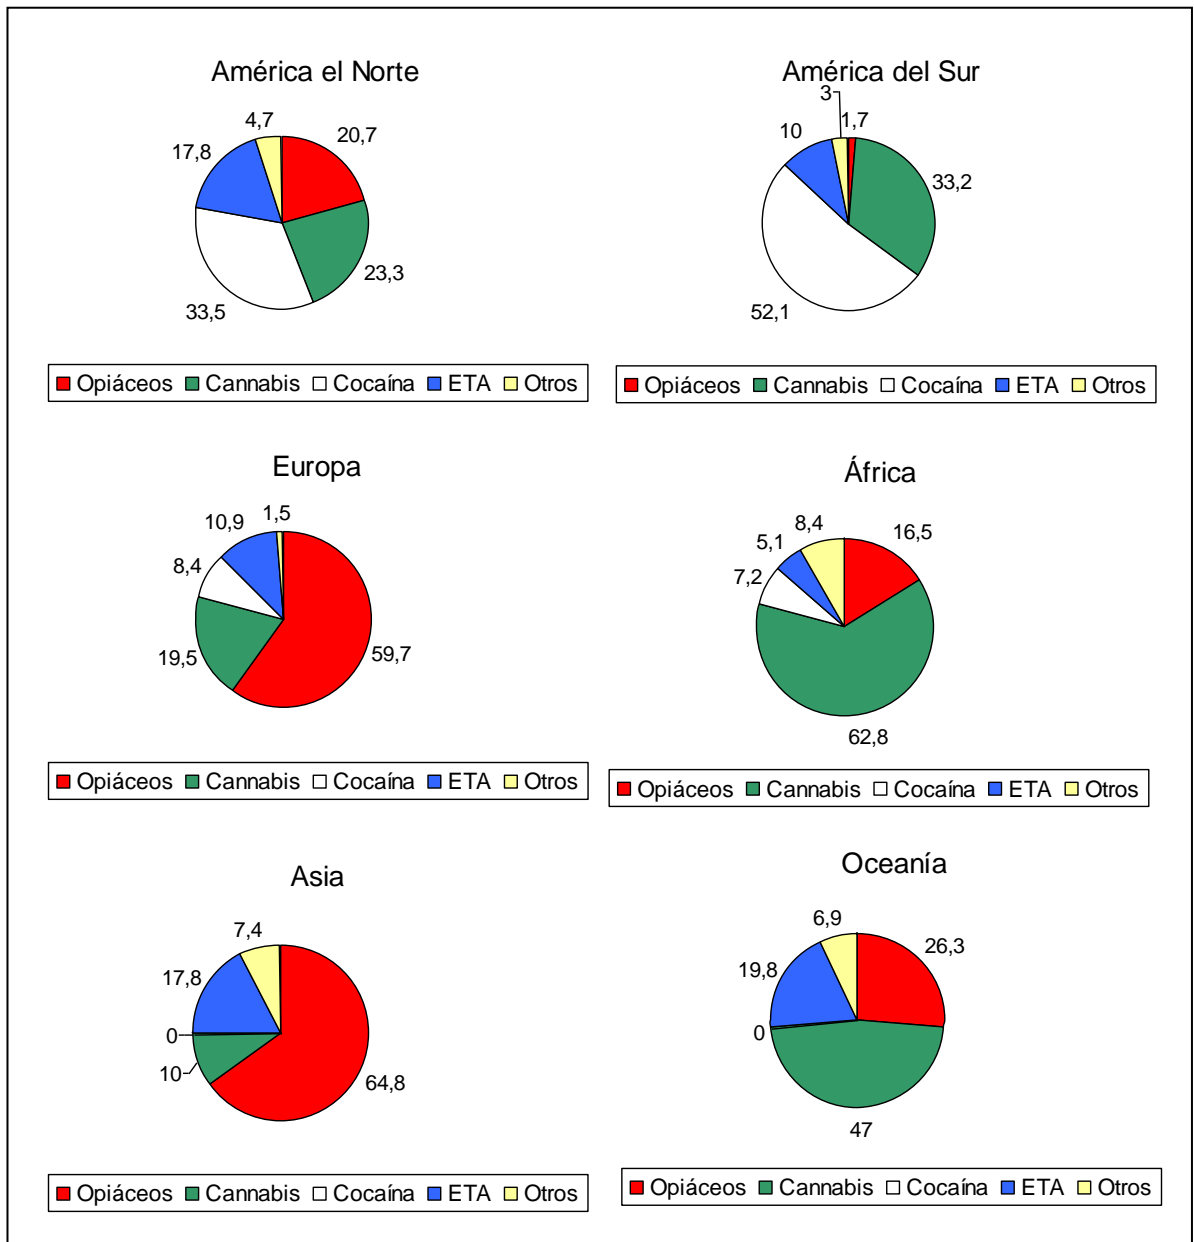 América el Norte
4,7
20,7
17,8
23,3
33,5
Opiáceos Cannabis Cocaína ETA Otros
América del Sur
3
1,7
10
33,2
52,1
Opiáceos Cannabis Cocaína ETA Otros
Europa
1,5
10,9
8,4
19,5
59,7
Opiáceos Cannabis Cocaína ETA Otros
África
8,4
16,5
5,1
7,2
62,8
Opiáceos Cannabis Cocaína ETA Otros
Asia
7,4
17,8
0
10
64,8
Opiáceos Cannabis Cocaína ETA Otros
Oceanía
6,9
26,3
19,8
0
47
Opiáceos Cannabis Cocaína ETA Otros